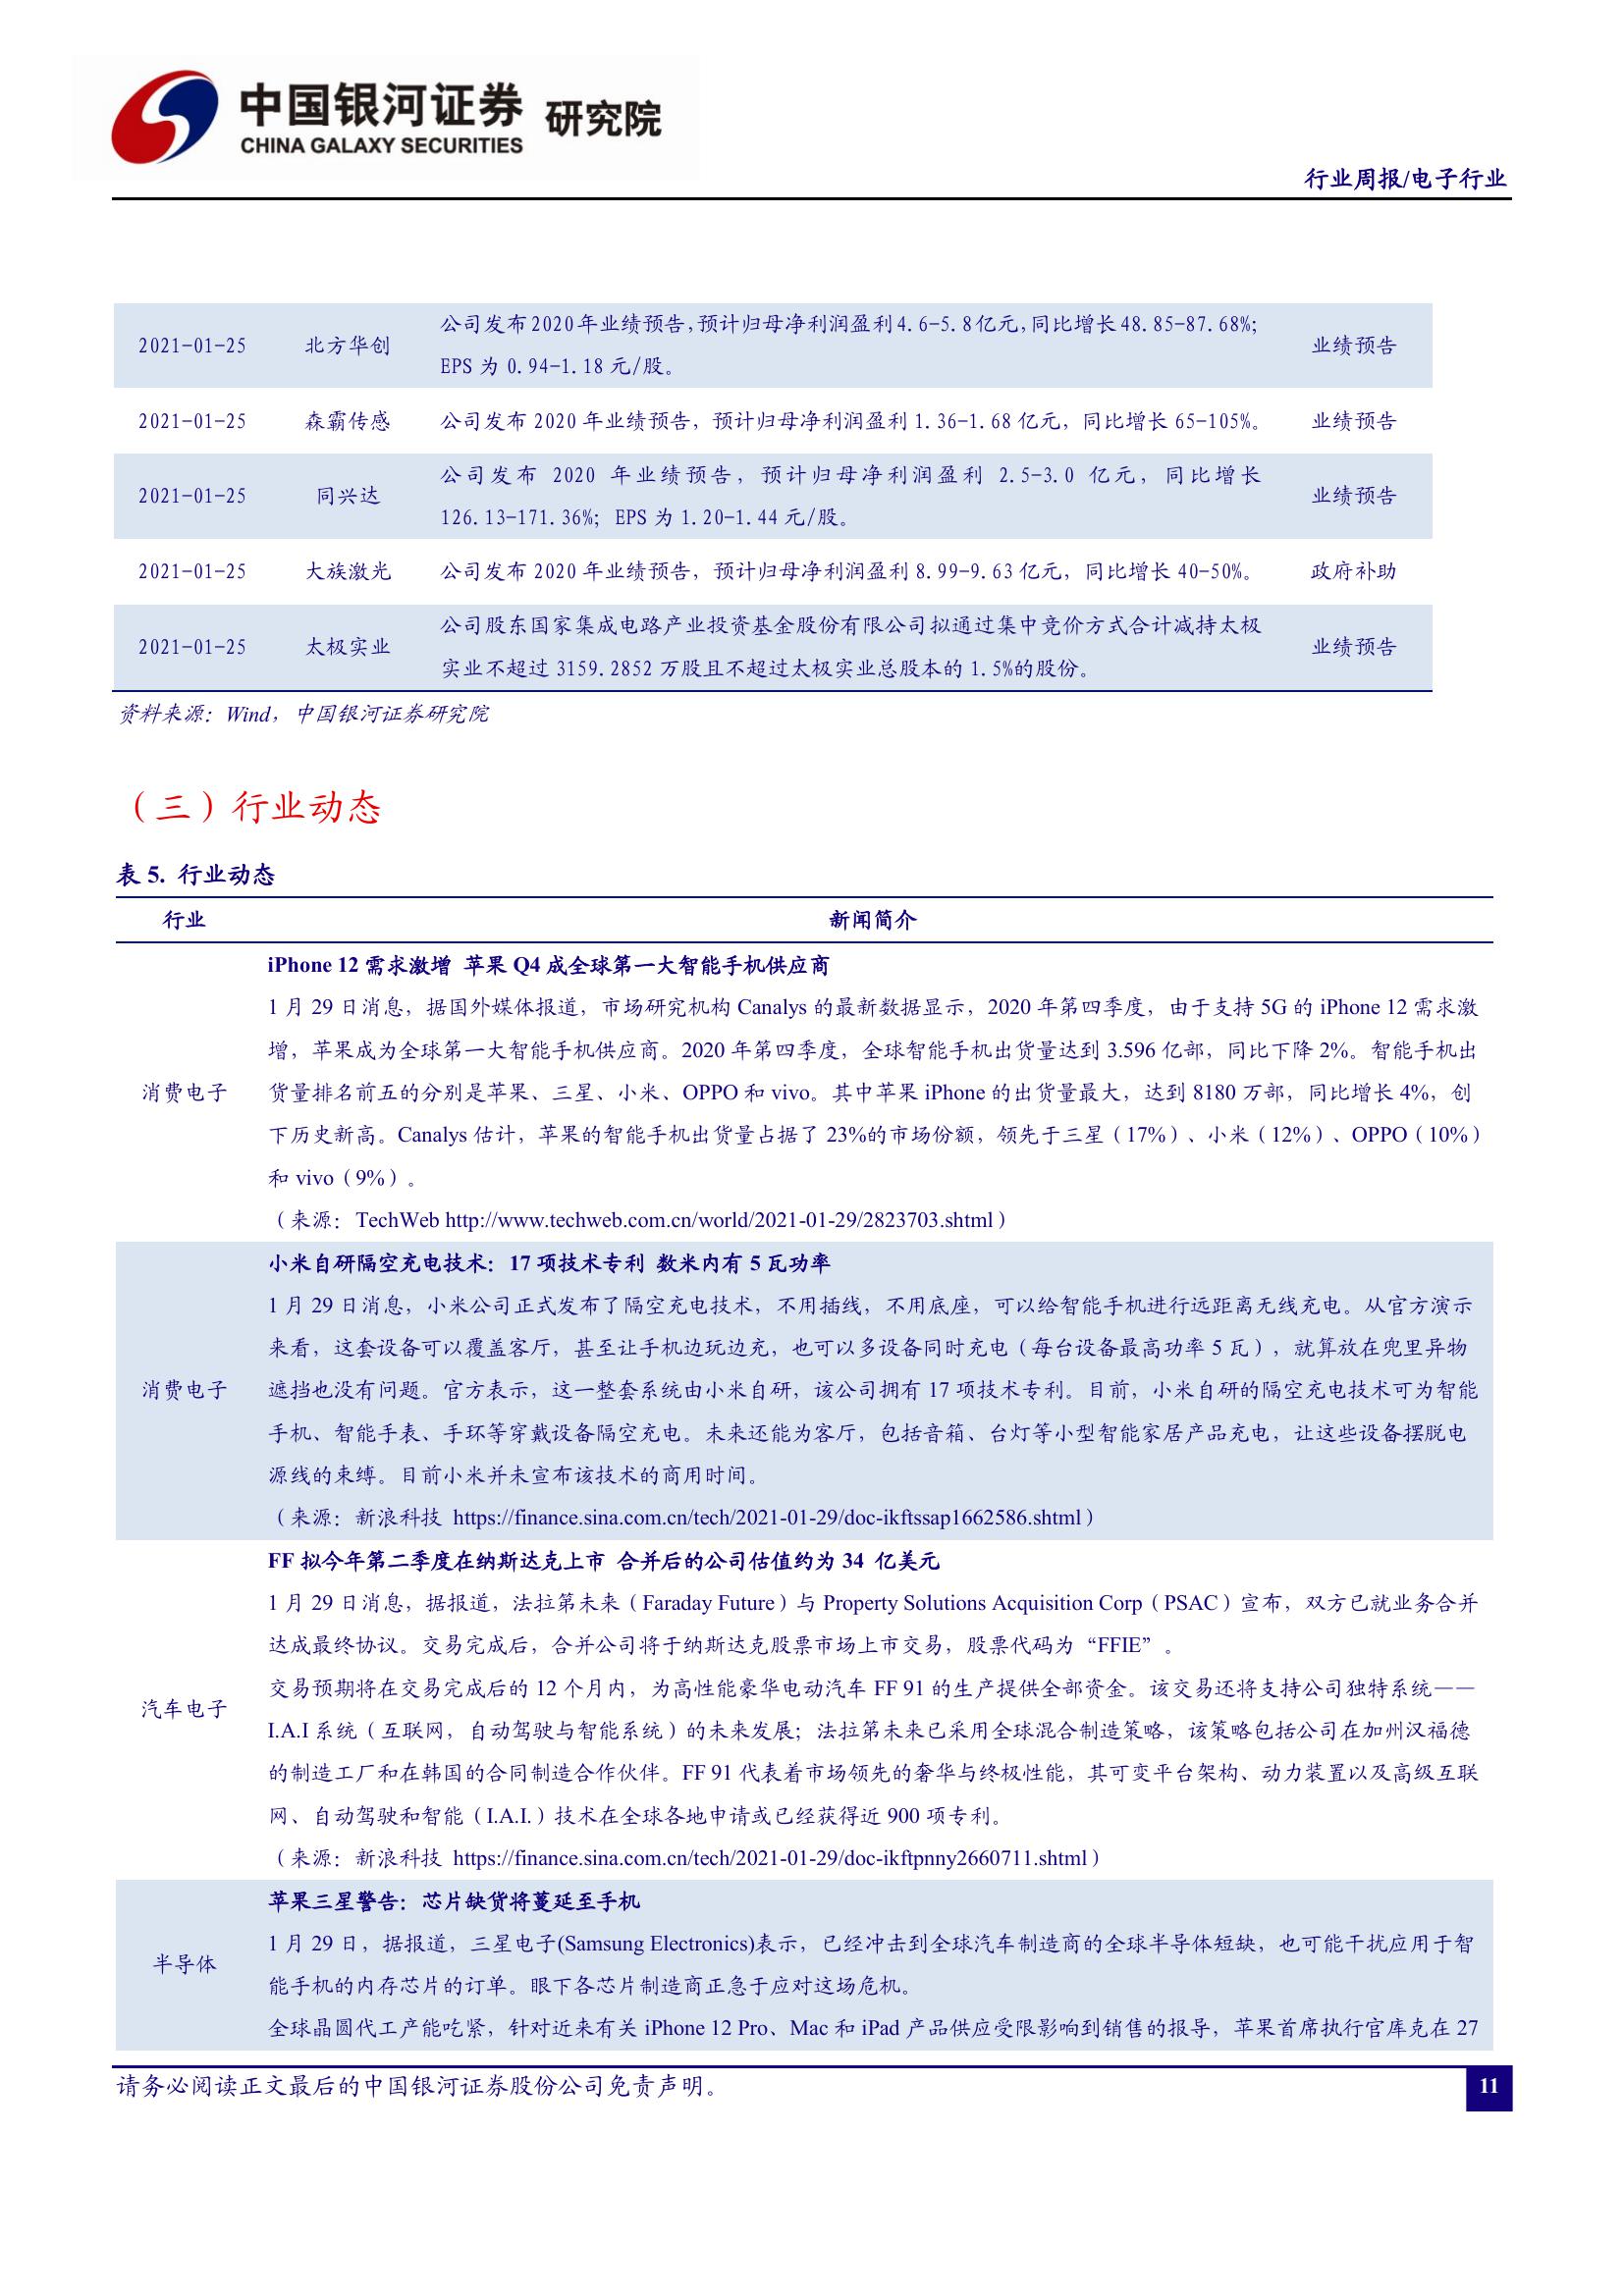 中国银河证券 研究院
CHINA GALAXY SECURITIES
行业周报/电子行业
2021-01-25 北方华创 公司发布2020年业绩预告,预计归母净利润盈利4.6-5.8亿元,同比增长48.85-87.68%; 业绩预告
EPS 为 0.94-1.18 元/股。
2021-01-25 森霸传感 公司发布 2020 年业绩预告，预计归母净利润盈利 1.36-1.68 亿元，同比增长 65-105%。 业绩预告
2021-01-25 同兴达 公司发布 2020 年业绩预告，预计归母净利润盈利 2.5-3.0 亿元，同比增长 业绩预告
126.13-171.36%; EPS 为 1.20-1.44 元/股。
2021-01-25 大族激光 公司发布 2020 年业绩预告，预计归母净利润盈利 8.99-9.63 亿元，同比增长 40-50%。 政府补助
2021-01-25 太极实业 公司股东国家集成电路产业投资基金股份有限公司拟通过集中竞价方式合计减持太极 业绩预告
实业不超过 3159.2852 万股且不超过太极实业总股本的 1.5%的股份。
资料来源：Wind，中国银河证券研究院
（三）行业动态
表 5. 行业动态
行业 新闻简介
iPhone 12 需求激增 苹果 Q4 成全球第一大智能手机供应商
1 月 29 日消息，据国外媒体报道，市场研究机构 Canalys 的最新数据显示，2020 年第四季度，由于支持 5G 的 iPhone 12 需求激
增，苹果成为全球第一大智能手机供应商。2020 年第四季度，全球智能手机出货量达到 3.596 亿部，同比下降 2%。智能手机出
消费电子 货量排名前五的分别是苹果、三星、小米、OPPO 和 vivo。其中苹果 iPhone 的出货量最大，达到 8180 万部，同比增长 4%，创
下历史新高。Canalys 估计，苹果的智能手机出货量占据了 23%的市场份额，领先于三星（17%）、小米（12%）、OPPO（10%）
和 vivo（9%）。
（来源：TechWeb http://www.techweb.com.cn/world/2021-01-29/2823703.shtml）
小米自研隔空充电技术：17 项技术专利 数米内有 5 瓦功率
1 月 29 日消息，小米公司正式发布了隔空充电技术，不用插线，不用底座，可以给智能手机进行远距离无线充电。从官方演示
来看，这套设备可以覆盖客厅，甚至让手机边玩边充，也可以多设备同时充电（每台设备最高功率 5 瓦），就算放在兜里异物
消费电子 遮挡也没有问题。官方表示，这一整套系统由小米自研，该公司拥有 17 项技术专利。目前，小米自研的隔空充电技术可为智能
手机、智能手表、手环等穿戴设备隔空充电。未来还能为客厅，包括音箱、台灯等小型智能家居产品充电，让这些设备摆脱电
源线的束缚。目前小米并未宣布该技术的商用时间。
（来源：新浪科技 https://finance.sina.com.cn/tech/2021-01-29/doc-ikftssap1662586.shtml）
FF 拟今年第二季度在纳斯达克上市 合并后的公司估值约为 34 亿美元
1 月 29 日消息，据报道，法拉第未来（Faraday Future）与 Property Solutions Acquisition Corp（PSAC）宣布，双方已就业务合并
达成最终协议。交易完成后，合并公司将于纳斯达克股票市场上市交易，股票代码为“FFIE”。
交易预期将在交易完成后的 12 个月内，为高性能豪华电动汽车 FF 91 的生产提供全部资金。该交易还将支持公司独特系统——
汽车电子 I.A.I 系统（互联网，自动驾驶与智能系统）的未来发展；法拉第未来已采用全球混合制造策略，该策略包括公司在加州汉福德
的制造工厂和在韩国的合同制造合作伙伴。FF 91 代表着市场领先的奢华与终极性能，其可变平台架构、动力装置以及高级互联
网、自动驾驶和智能（I.A.I.）技术在全球各地申请或已经获得近 900 项专利。
（来源：新浪科技 https://finance.sina.com.cn/tech/2021-01-29/doc-ikftpnny2660711.shtml）
苹果三星警告：芯片缺货将蔓延至手机
1 月 29 日，据报道，三星电子(Samsung Electronics)表示，已经冲击到全球汽车制造商的全球半导体短缺，也可能干扰应用于智
半导体 能手机的内存芯片的订单。眼下各芯片制造商正急于应对这场危机。
全球晶圆代工产能吃紧，针对近来有关 iPhone 12 Pro、Mac 和 iPad 产品供应受限影响到销售的报导，苹果首席执行官库克在 27
请务必阅读正文最后的中国银河证券股份公司免责声明。 11